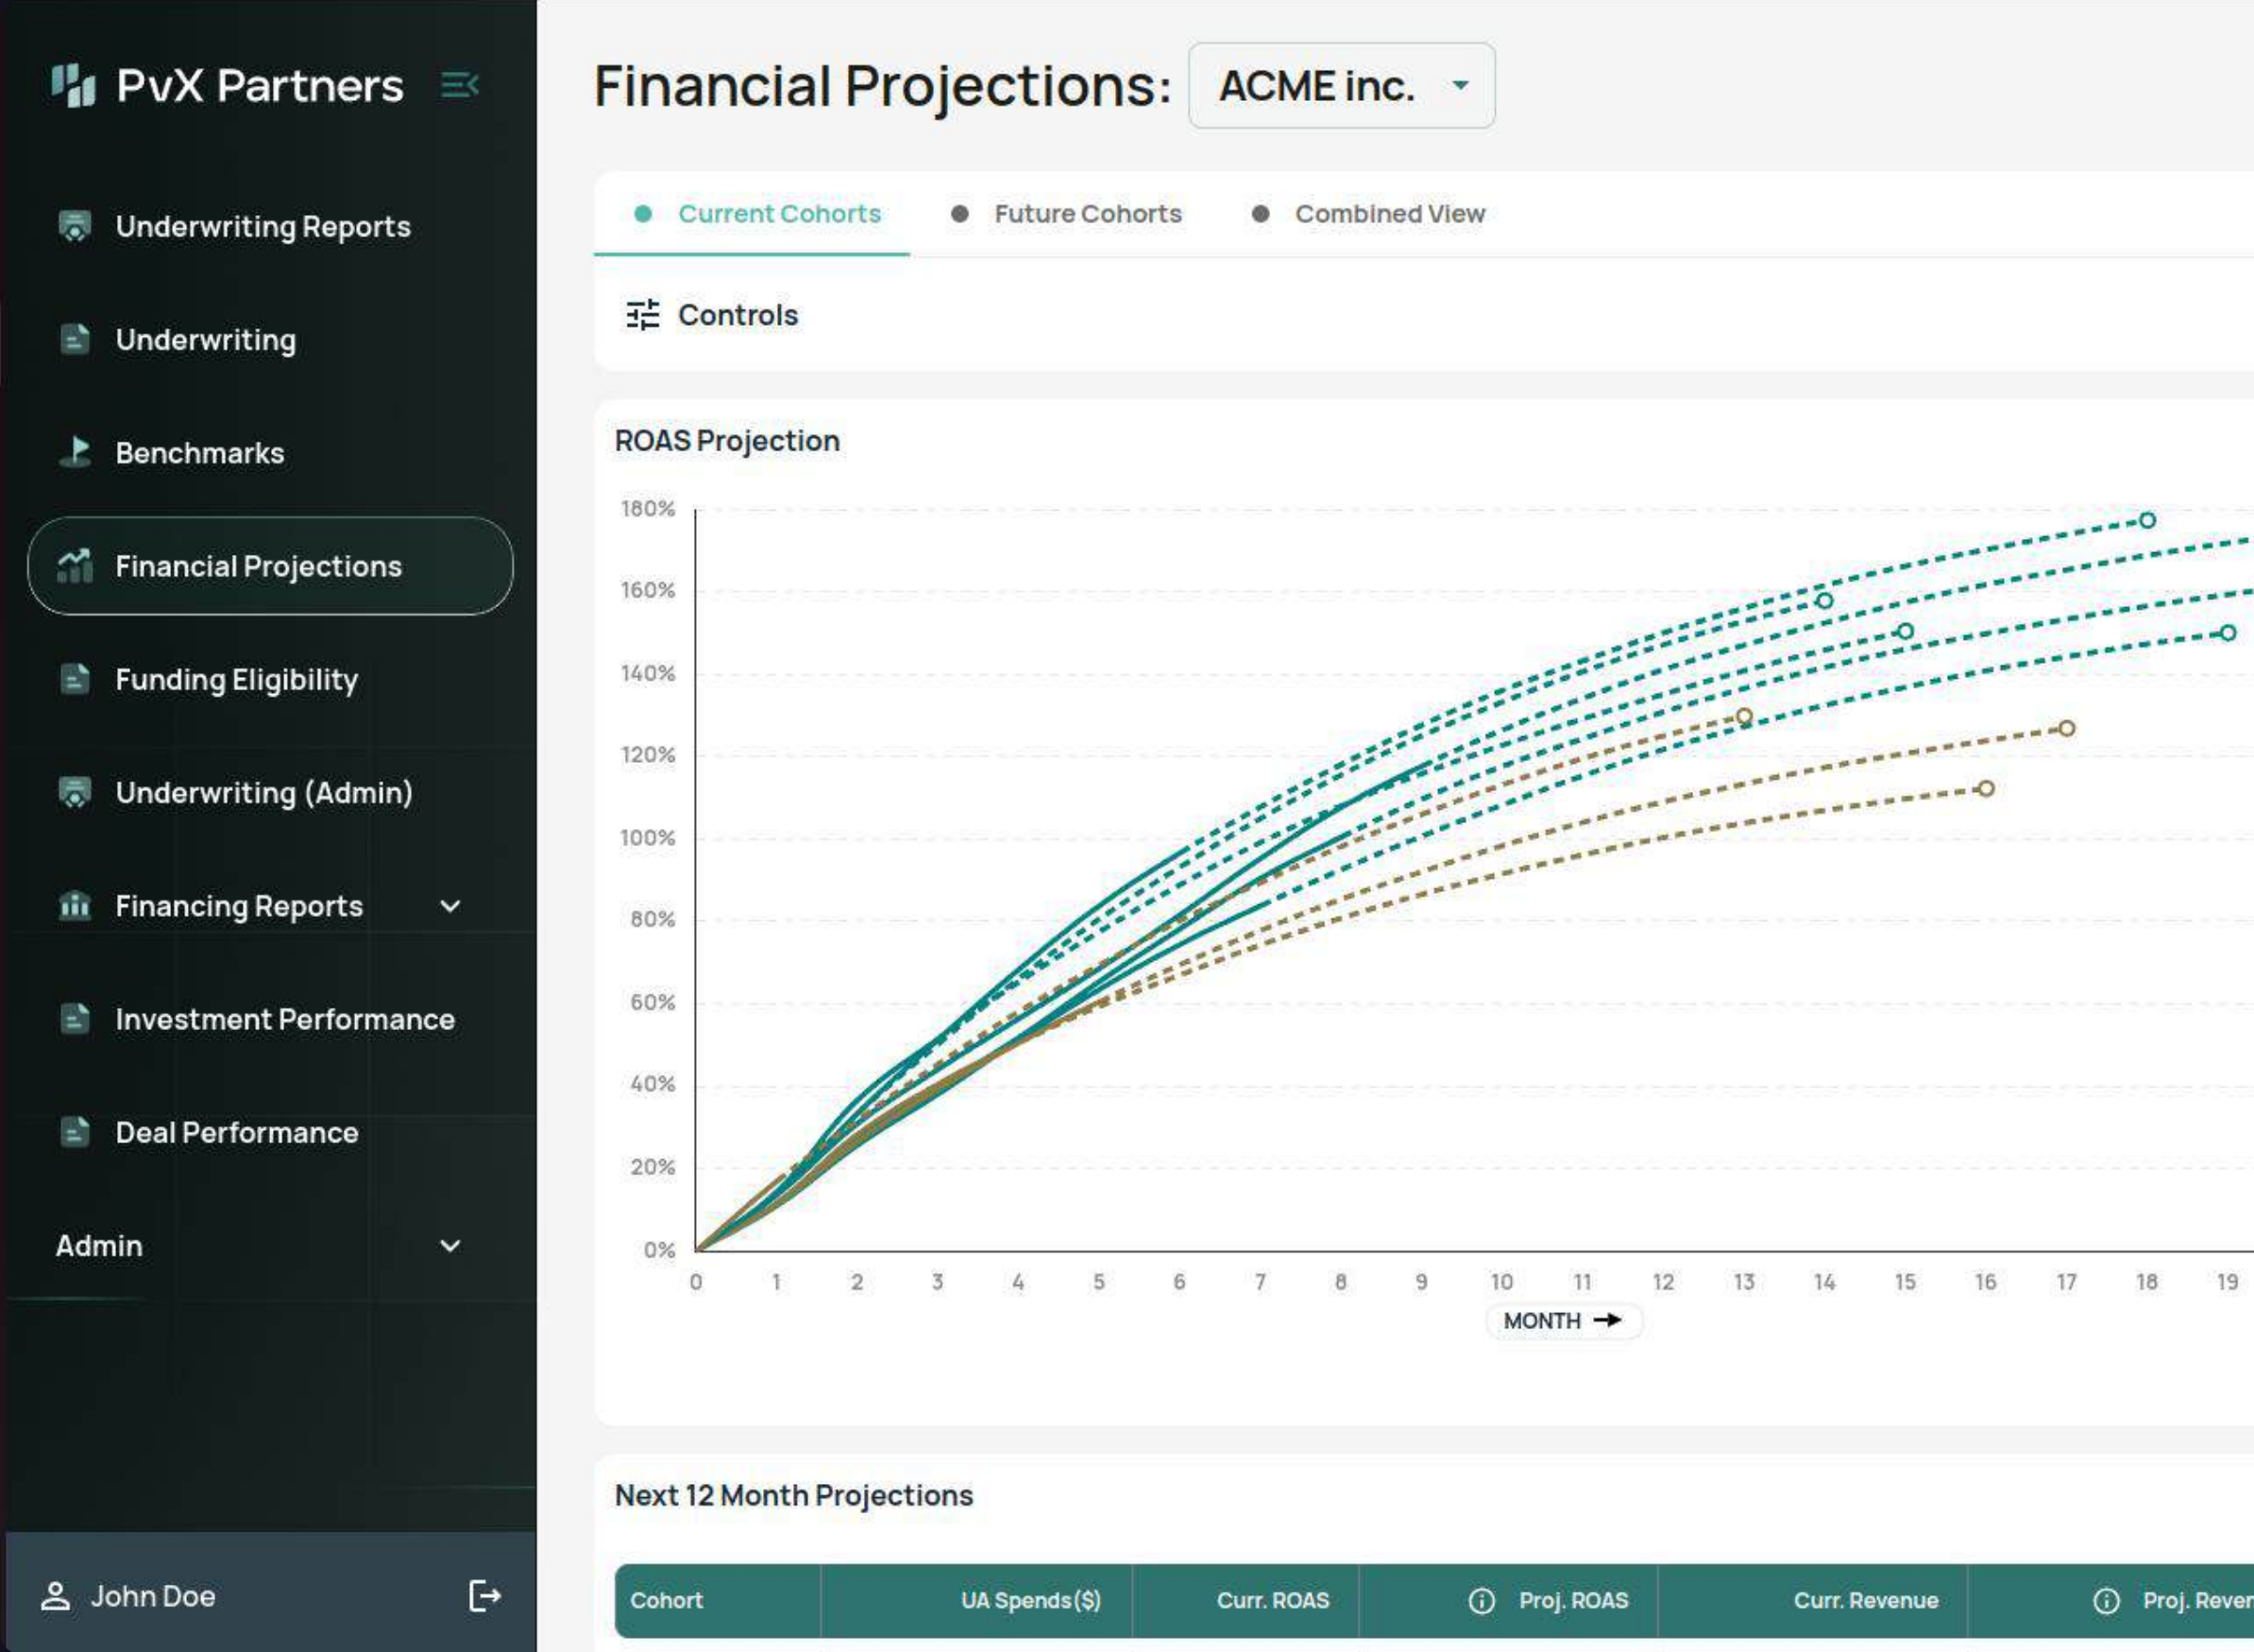 PvX Partners
Underwriting Reports
Underwriting
Benchmarks
Financial Projections
Funding Eligibility
Underwriting (Admin)
Financing Reports
Investment Performance
Deal Performance
Admin
John Doe
Financial Projections: ACME inc.
Current Cohorts Future Cohorts Combined View
Controls
ROAS Projection
180%
160%
140%
120%
100%
80%
60%
40%
20%
0%
0 1 2 3 4 5 6 7 8 9 10 11 12 13 14 15 16 17 18 19
MONTH
Next 12 Month Projections
Cohort UA Spends($) Curr. ROAS Proj. ROAS Curr. Revenue Proj.